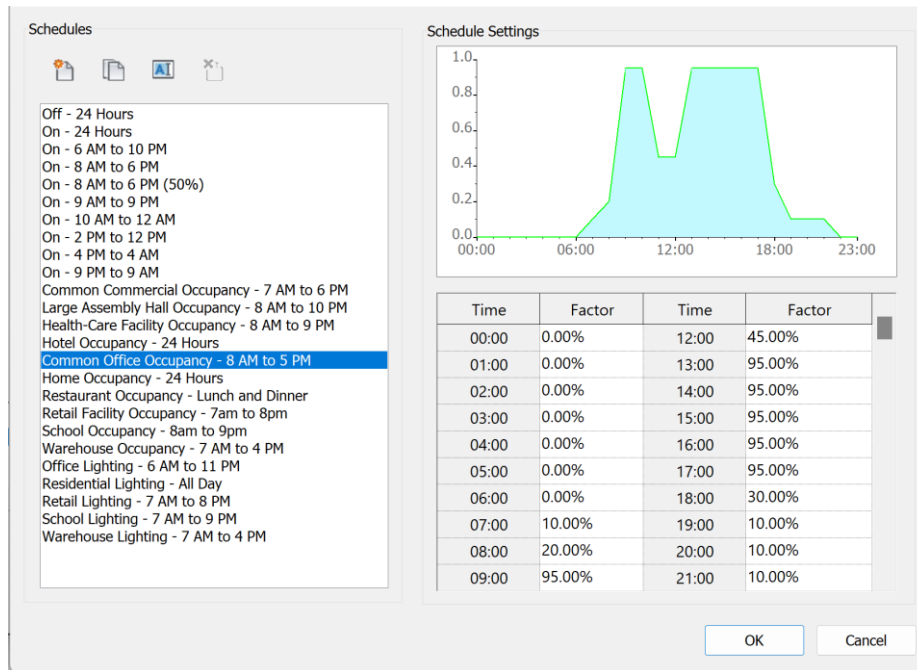 Schedules
AI
Off - 24 Hours
On - 24 Hours
On - 6 AM to 10 PM
On - 8 AM to 6 PM
On - 8 AM to 6 PM (50%)
On - 9 AM to 9 PM
On - 10 AM to 12 AM
On - 2 PM to 12 PM
On - 4 PM to 4 AM
On - 9 PM to 9 AM
Common Commercial Occupancy - 7 AM to 6 PM
Large Assembly Hall Occupancy - 8 AM to 10 PM
Health-Care Facility Occupancy - 8 AM to 9 PM
Hotel Occupancy - 24 Hours
Common Office Occupancy - 8 AM to 5 PM
Home Occupancy - 24 Hours
Restaurant Occupancy - Lunch and Dinner
Retail Facility Occupancy - 7am to 8pm
School Occupancy - 8am to 9pm
Warehouse Occupancy - 7 AM to 4 PM
Office Lighting - 6 AM to 11 PM
Residential Lighting - All Day
Retail Lighting - 7 AM to 8 PM
School Lighting - 7 AM to 9 PM
Warehouse Lighting - 7 AM to 4 PM
Schedule Settings
1.0
0.8
0.6
0.4
0.2
0.0
00:00 06:00 12:00 18:00 23:00
Time Factor Time Factor
00:00 0.00% 12:00 45.00%
01:00 0.00% 13:00 95.00%
02:00 0.00% 14:00 95.00%
03:00 0.00% 15:00 95.00%
04:00 0.00% 16:00 95.00%
05:00 0.00% 17:00 95.00%
06:00 0.00% 18:00 30.00%
07:00 10.00% 19:00 10.00%
08:00 20.00% 20:00 10.00%
09:00 95.00% 21:00 10.00%
OK Cancel